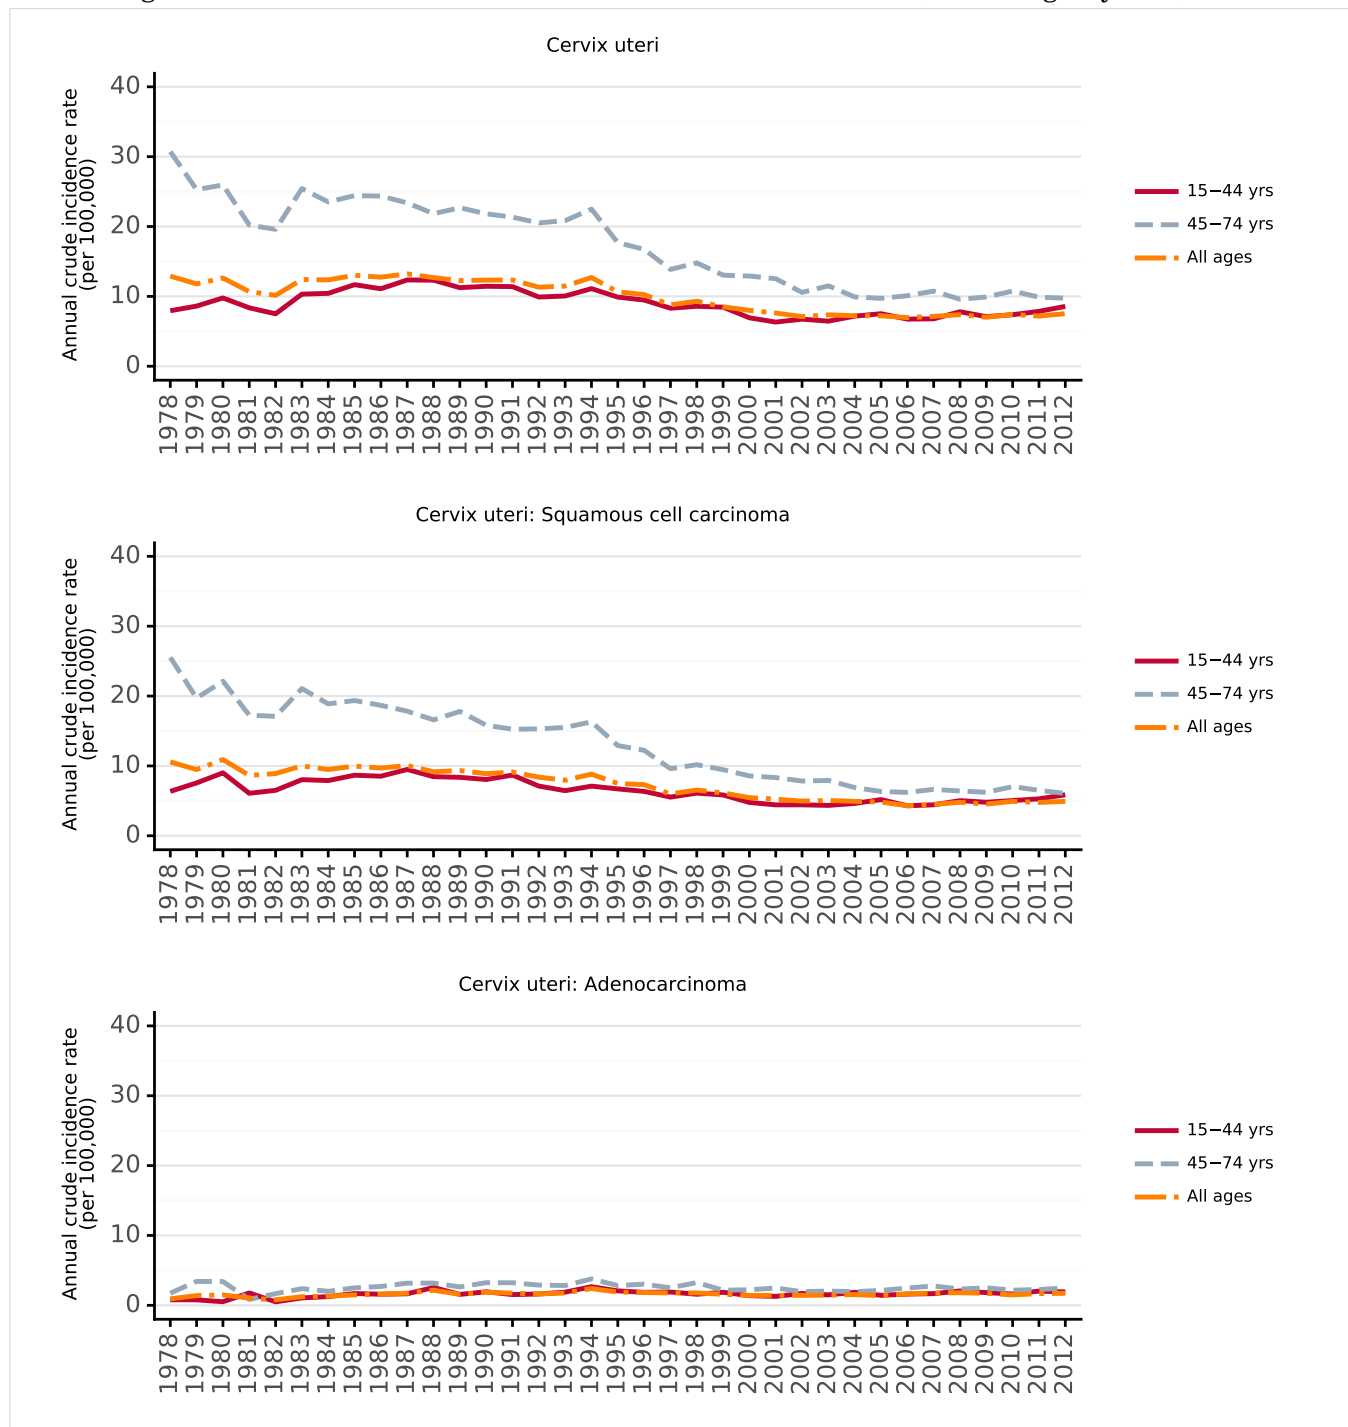 Cervix uteri
Annual crude incidence rate
(per 100,000)
40
30
20
10
0
1978 1979 1980 1981 1982 1983 1984 1985 1986 1987 1988 1989 1990 1991 1992 1993 1994 1995 1996 1997 1998 1999 2000 2001 2002 2003 2004 2005 2006 2007 2008 2009 2010 2011 2012
15−44 yrs
45−74 yrs
All ages
Cervix uteri: Squamous cell carcinoma
Annual crude incidence rate
(per 100,000)
40
30
20
10
0
1978 1979 1980 1981 1982 1983 1984 1985 1986 1987 1988 1989 1990 1991 1992 1993 1994 1995 1996 1997 1998 1999 2000 2001 2002 2003 2004 2005 2006 2007 2008 2009 2010 2011 2012
15−44 yrs
45−74 yrs
All ages
Cervix uteri: Adenocarcinoma
Annual crude incidence rate
(per 100,000)
40
30
20
10
0
1978 1979 1980 1981 1982 1983 1984 1985 1986 1987 1988 1989 1990 1991 1992 1993 1994 1995 1996 1997 1998 1999 2000 2001 2002 2003 2004 2005 2006 2007 2008 2009 2010 2011 2012
15−44 yrs
45−74 yrs
All ages